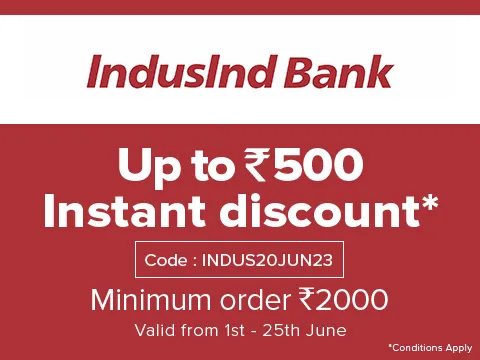 IndusInd Bank
Up to ₹500
Instant discount*
Code : INDUS20JUN23
Minimum order ₹2000
Valid from 1st - 25th June
*Conditions Apply